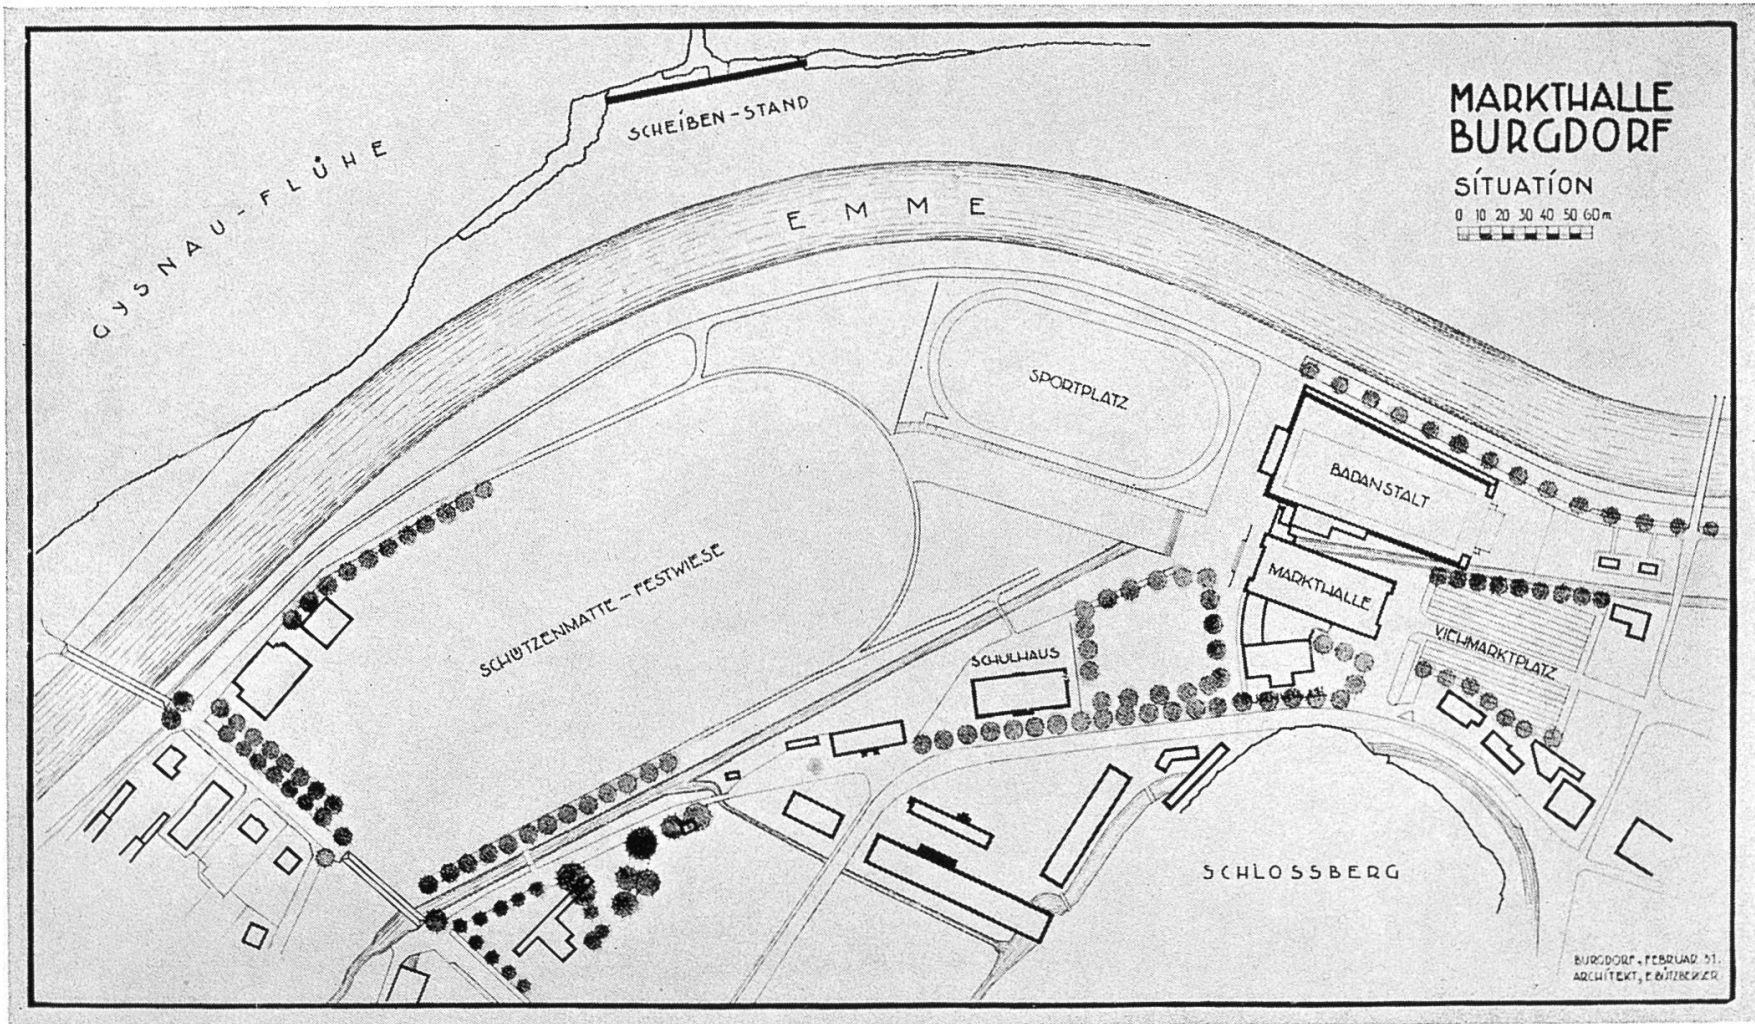 MARKTHALLE
BURGDORF
SITUATION
0 10 20 30 40 50 60 m
SCHEIBEN-STAND
GYSNAU-FLÜHE
EMME
SPORTPLATZ
BADANSTALT
SCHÜTZENMATTE-FESTWIESE
MARKTHALLE
SCHULHAUS
VIEHMARKTPLATZ
SCHLOSSBERG
BURGDORF, FEBRUAR 31.
ARCHITEKT, E. BÜTZBERGER